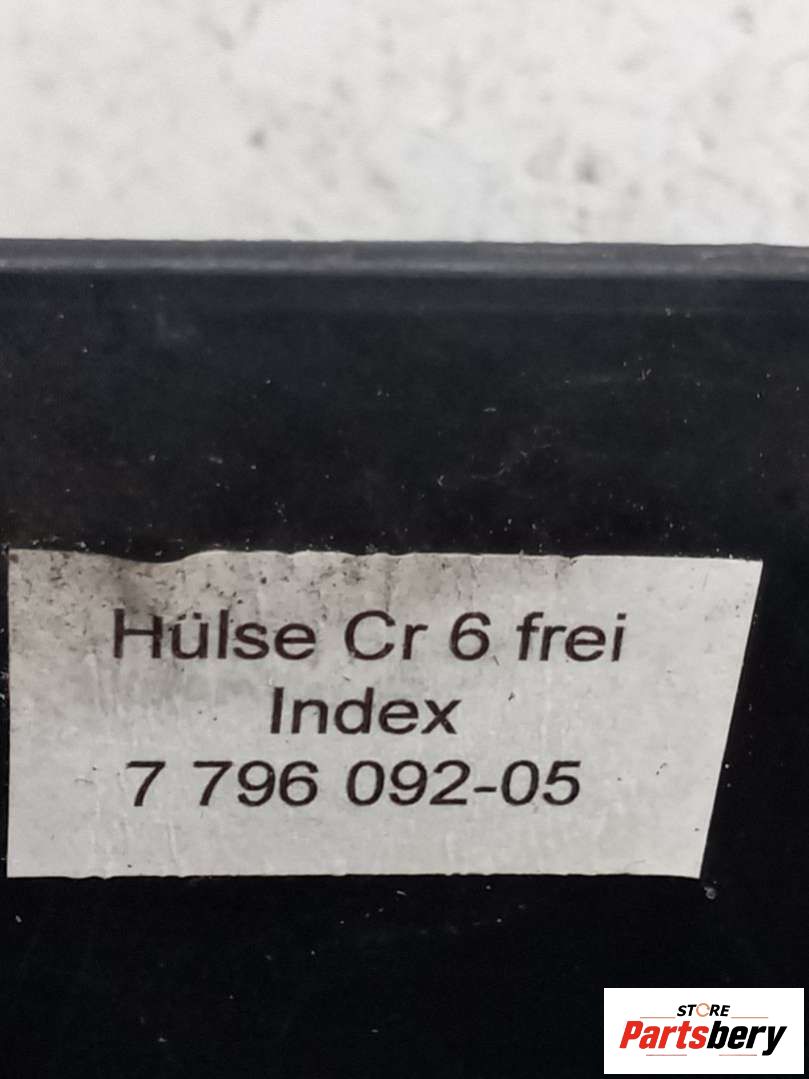 Hülse Cr 6 frei
Index
7 796 092-05
STORE
Partsbery